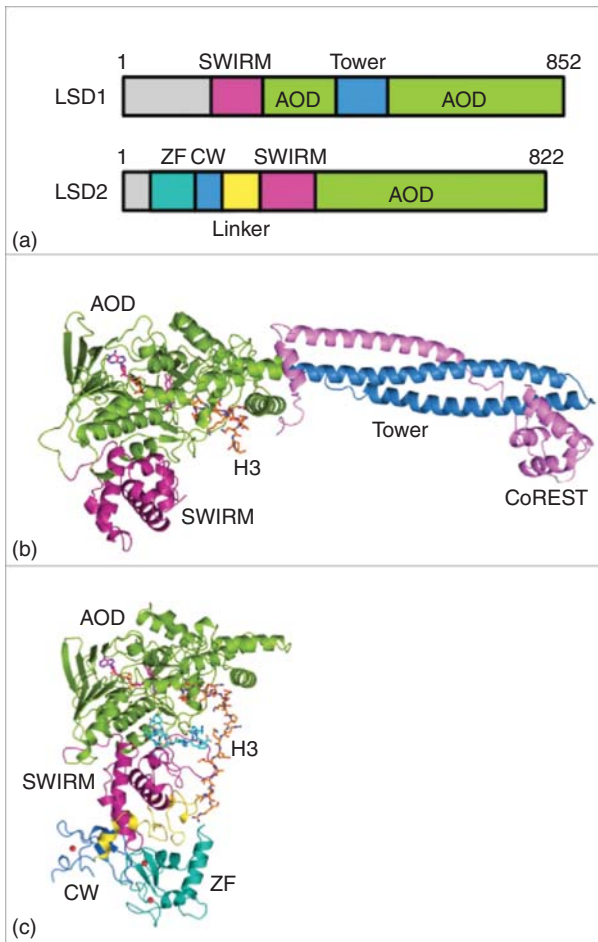 1 SWIRM Tower 852
LSD1 AOD AOD
1 ZF CW SWIRM 822
LSD2 AOD
Linker
(a)
AOD
H3
Tower
SWIRM
CoREST
(b)
AOD
H3
SWIRM
CW
ZF
(c)